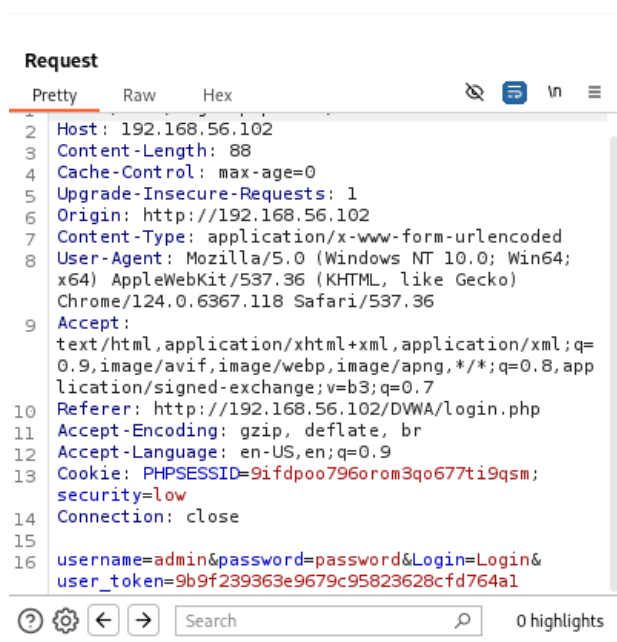 Request
Pretty Raw Hex \n
2 Host: 192.168.56.102
3 Content-Length: 88
4 Cache-Control: max-age=0
5 Upgrade-Insecure-Requests: 1
6 Origin: http://192.168.56.102
7 Content-Type: application/x-www-form-urlencoded
8 User-Agent: Mozilla/5.0 (Windows NT 10.0; Win64;
x64) AppleWebKit/537.36 (KHTML, like Gecko)
Chrome/124.0.6367.118 Safari/537.36
9 Accept:
text/html,application/xhtml+xml,application/xml;q=
0.9,image/avif,image/webp,image/apng,*/*;q=0.8,app
lication/signed-exchange;v=b3;q=0.7
10 Referer: http://192.168.56.102/DVWA/login.php
11 Accept-Encoding: gzip, deflate, br
12 Accept-Language: en-US,en;q=0.9
13 Cookie: PHPSESSID=9ifdpoo796orom3qo677ti9qsm;
security=low
14 Connection: close
15
16 username=admin&password=password&Login=Login&
user_token=9b9f239363e9679c95823628cfd764a1
Search 0 highlights